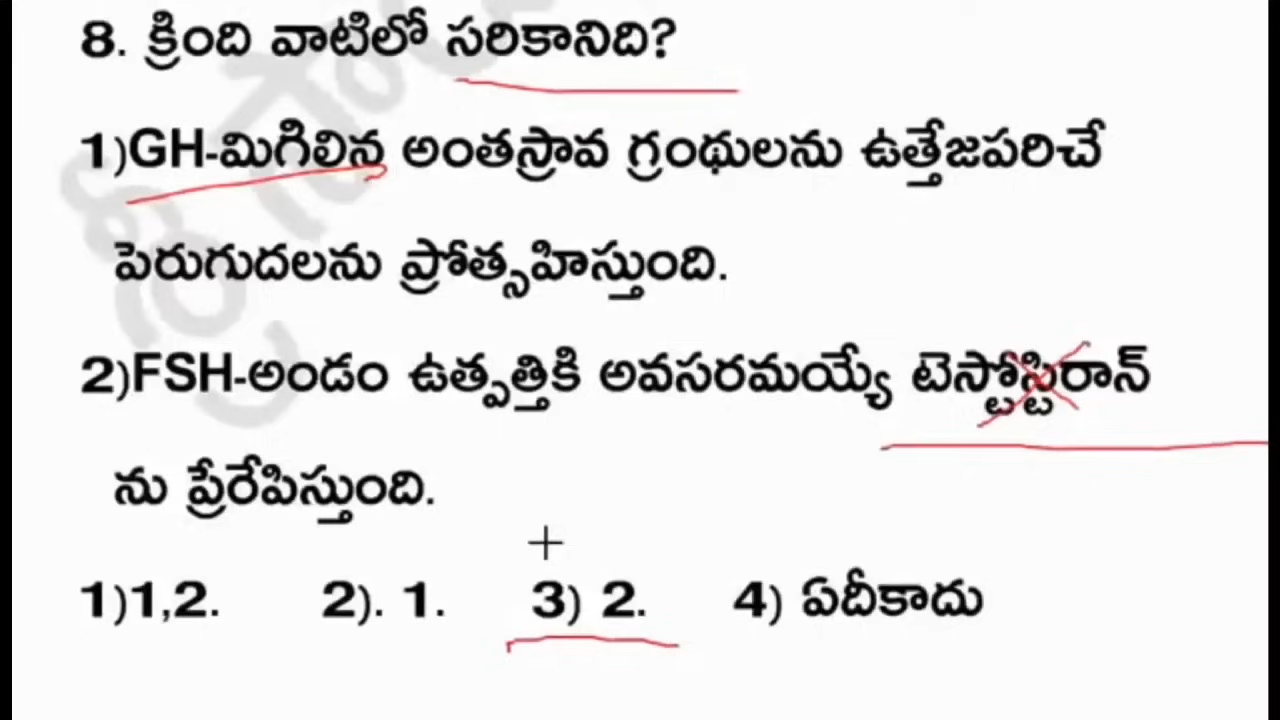 8. క్రింది వాటిలో సరికానిది?
1)GH-మిగిలిన అంతస్రావ గ్రంథులను ఉత్తేజపరిచే
పెరుగుదలను ప్రోత్సహిస్తుంది.
2)FSH-అండం ఉత్పత్తికి అవసరమయ్యే టెస్టోస్టిరాన్
ను ప్రేరేపిస్తుంది.
1)1,2. 2). 1. 3) 2. 4) ఏదీకాదు